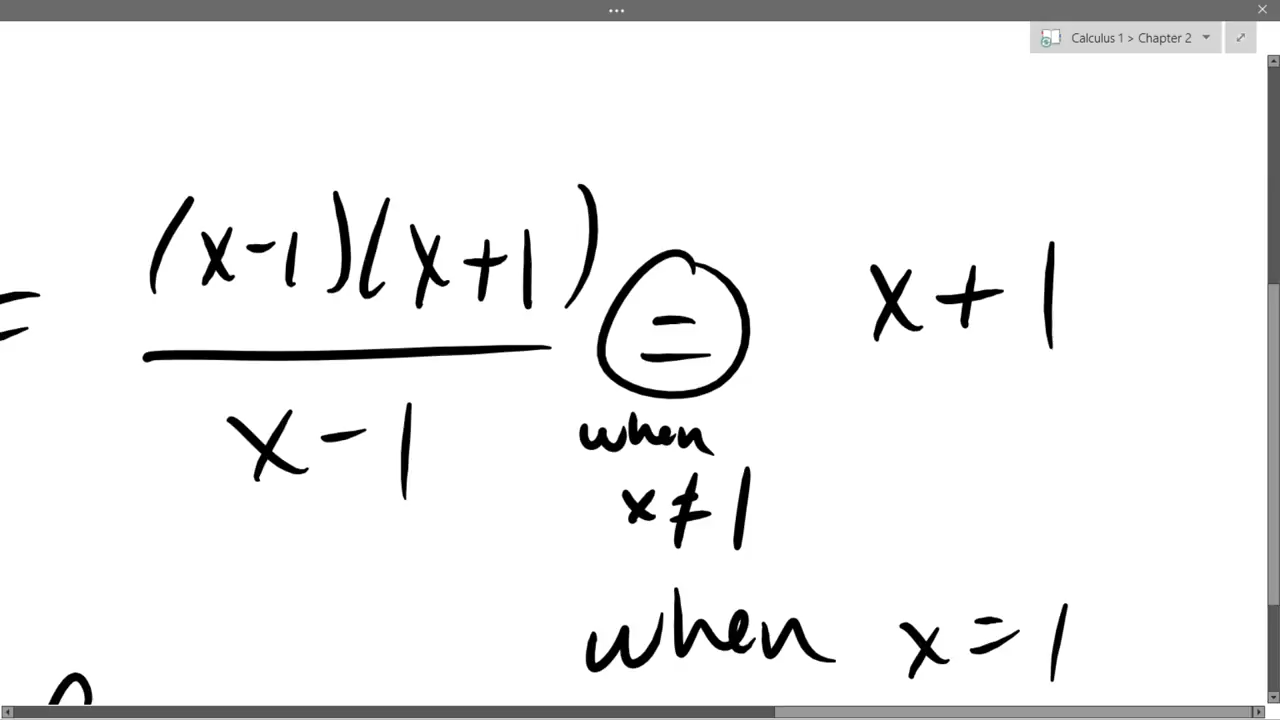 Calculus 1 > Chapter 2
= (x-1)(x+1) = x+1
x-1
when
x≠1
when x=1